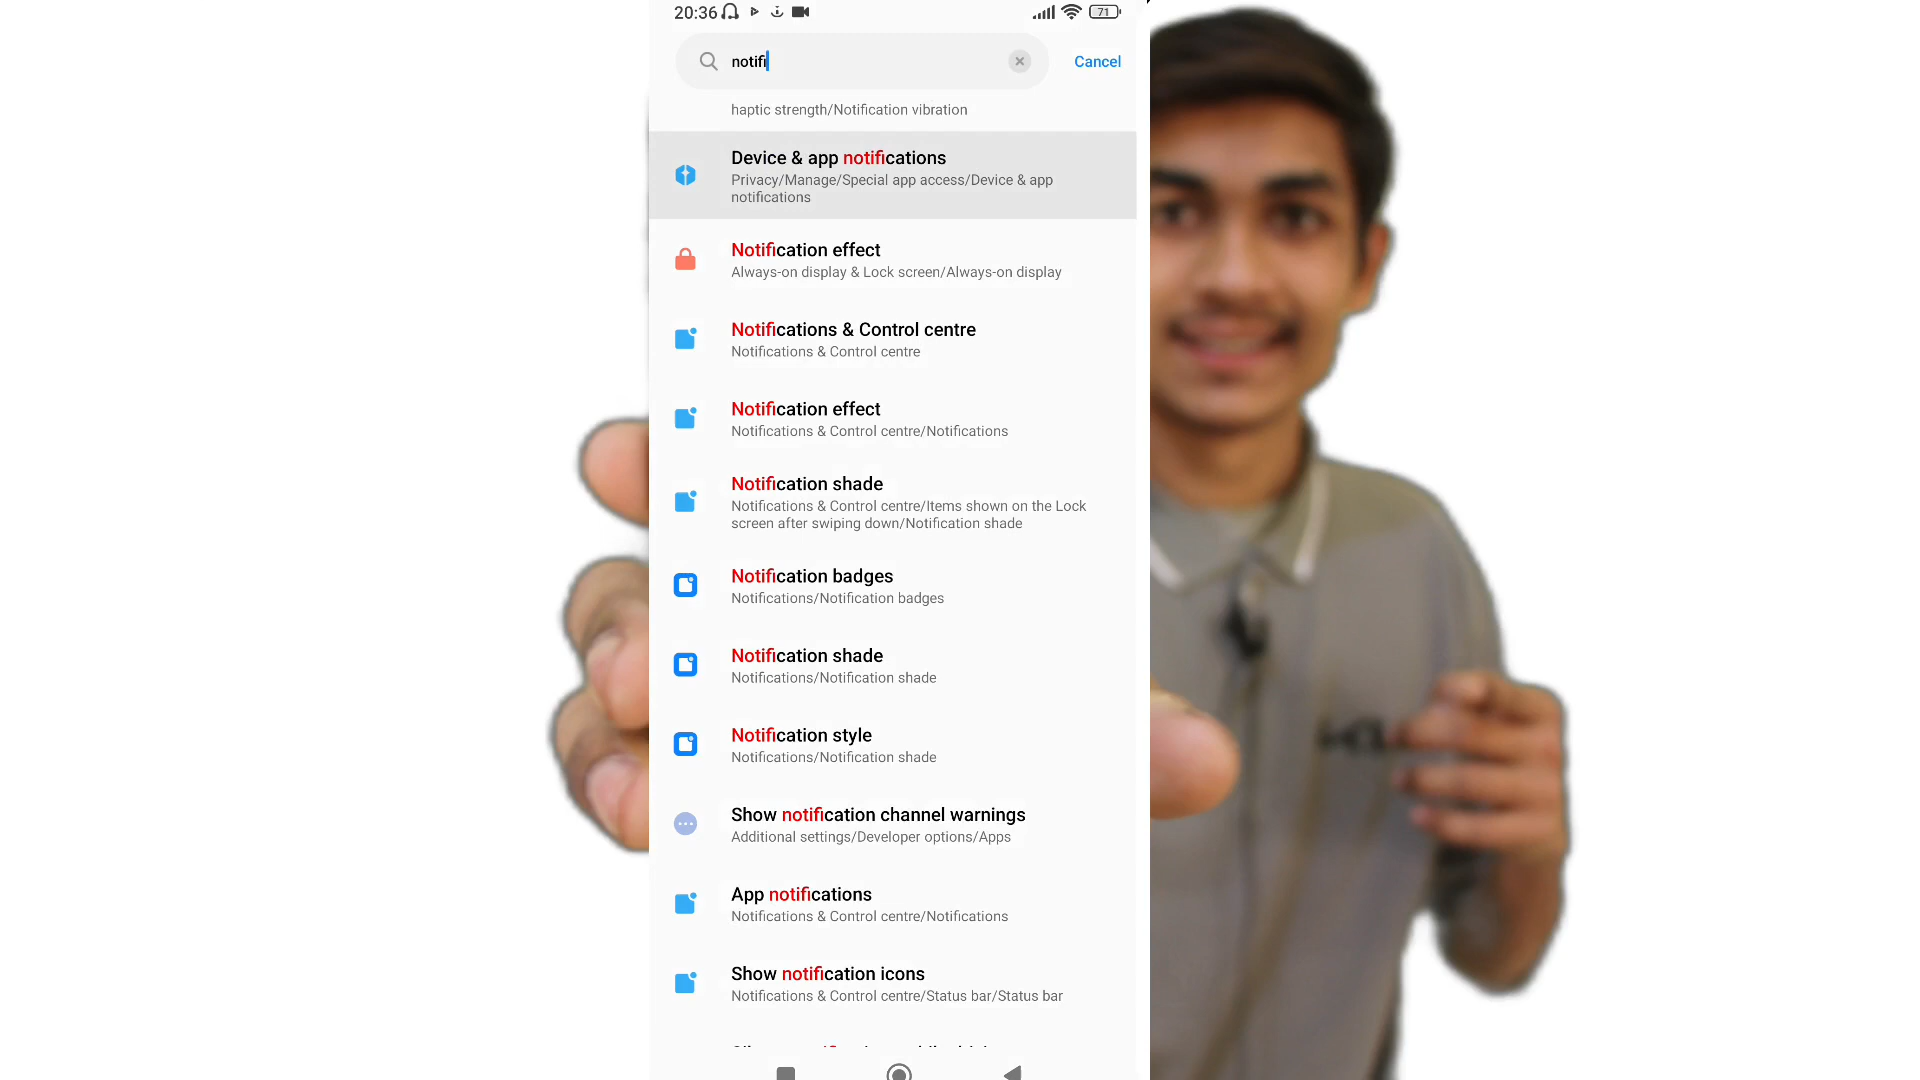 20:36
71
notifi
Cancel
haptic strength/Notification vibration
Device & app notifications
Privacy/Manage/Special app access/Device & app
notifications
Notification effect
Always-on display & Lock screen/Always-on display
Notifications & Control centre
Notifications & Control centre
Notification effect
Notifications & Control centre/Notifications
Notification shade
Notifications & Control centre/Items shown on the Lock
screen after swiping down/Notification shade
Notification badges
Notifications/Notification badges
Notification shade
Notifications/Notification shade
Notification style
Notifications/Notification shade
Show notification channel warnings
Additional settings/Developer options/Apps
App notifications
Notifications & Control centre/Notifications
Show notification icons
Notifications & Control centre/Status bar/Status bar